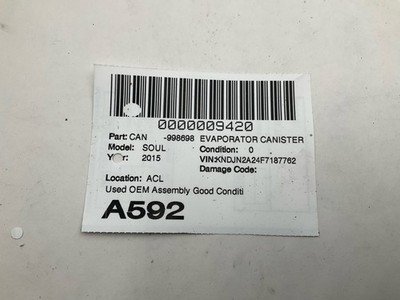 0000009420
Part: CAN -998698 EVAPORATOR CANISTER
Model: SOUL Condition: 0
Year: 2015 VIN:KNDJN2A24F7187762
Damage Code:
Location: ACL
Used OEM Assembly Good Conditi
A592